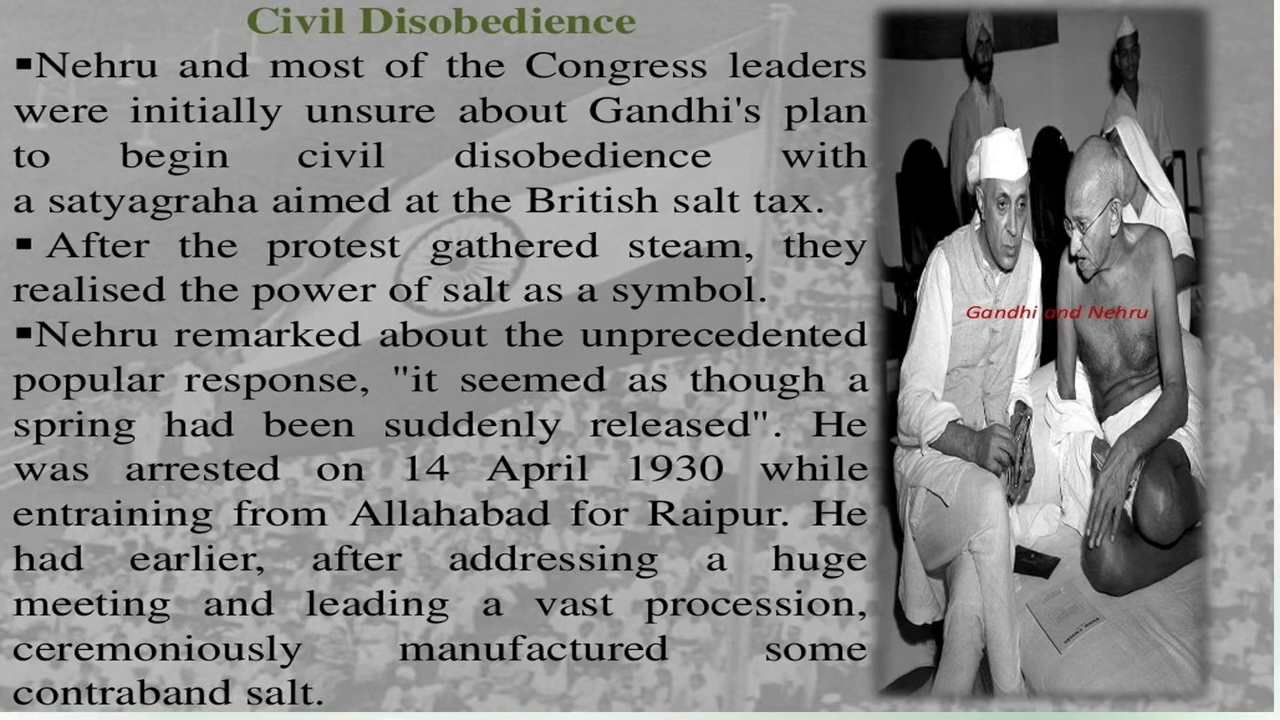 Civil Disobedience
▪Nehru and most of the Congress leaders
were initially unsure about Gandhi's plan
to begin civil disobedience with
a satyagraha aimed at the British salt tax.
▪ After the protest gathered steam, they
realised the power of salt as a symbol.
▪Nehru remarked about the unprecedented
popular response, "it seemed as though a
spring had been suddenly released". He
was arrested on 14 April 1930 while
entraining from Allahabad for Raipur. He
had earlier, after addressing a huge
meeting and leading a vast procession,
ceremoniously manufactured some
contraband salt.
Gandhi and Nehru